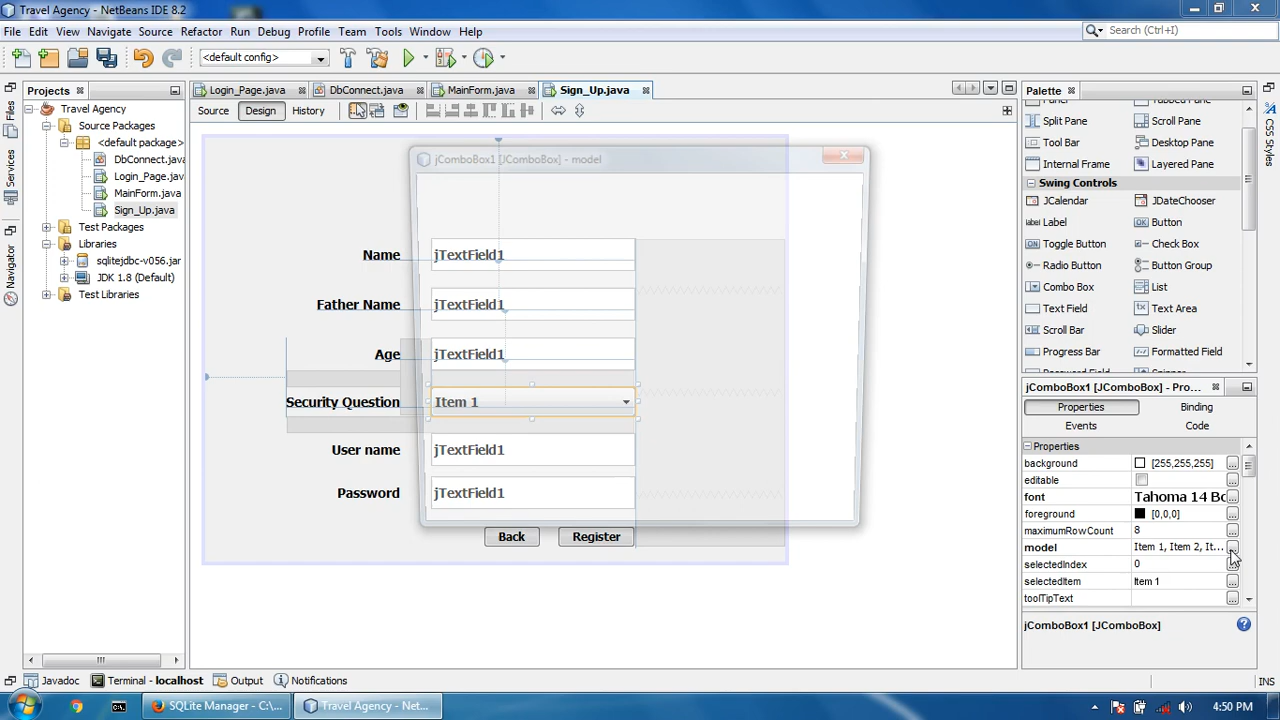 Travel Agency - NetBeans IDE 8.2
File Edit View Navigate Source Refactor Run Debug Profile Team Tools Window Help
Search (Ctrl+I)
<default config>
Projects
Login_Page.java DbConnect.java MainForm.java Sign_Up.java
Palette
Source Design History
Files
Services
Navigator
CSS Styles
Travel Agency
Source Packages
<default package>
DbConnect.java
Login_Page.java
MainForm.java
Sign_Up.java
Test Packages
Libraries
sqlitejdbc-v056.jar
JDK 1.8 (Default)
Test Libraries
jComboBox1 [JComboBox] - model
Name jTextField1
Father Name jTextField1
Age jTextField1
Security Question Item 1
User name jTextField1
Password jTextField1
Back Register
Split Pane Scroll Pane
Tool Bar Desktop Pane
Internal Frame Layered Pane
Swing Controls
JCalendar JDateChooser
Label Button
Toggle Button Check Box
Radio Button Button Group
Combo Box List
Text Field Text Area
Scroll Bar Slider
Progress Bar Formatted Field
jComboBox1 [JComboBox] - Pro...
Properties Binding
Events Code
Properties
background [255,255,255]
editable
font Tahoma 14 Bo
foreground [0,0,0]
maximumRowCount 8
model Item 1, Item 2, It...
selectedIndex 0
selectedItem Item 1
toolTipText
jComboBox1 [JComboBox]
Javadoc Terminal - localhost Output Notifications
INS
SQLite Manager - C:\... Travel Agency - Net...
4:50 PM